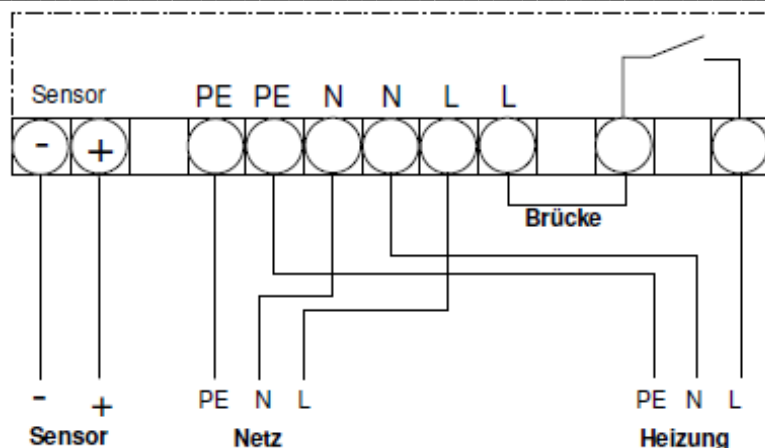 Sensor PE PE N N L L
- +
Brücke
- + PE N L PE N L
Sensor Netz Heizung